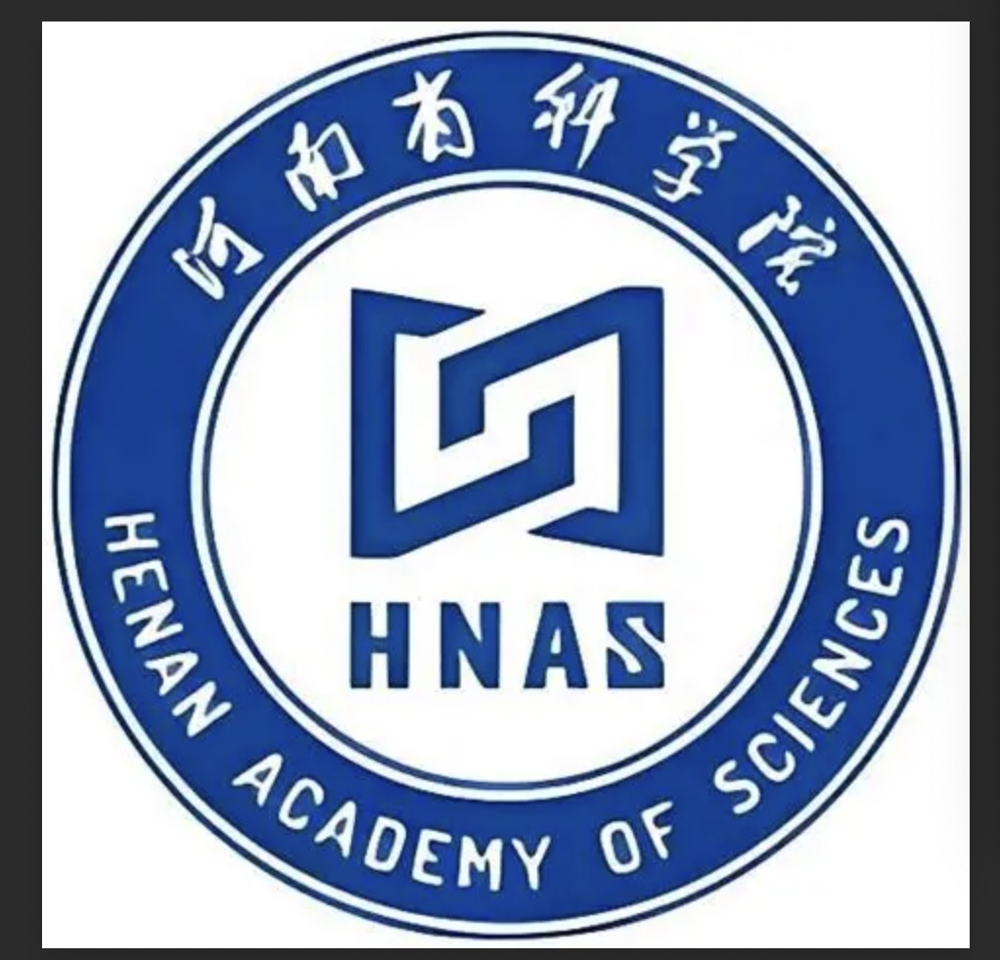 河南省科学院
HNAS
HENAN ACADEMY OF SCIENCES